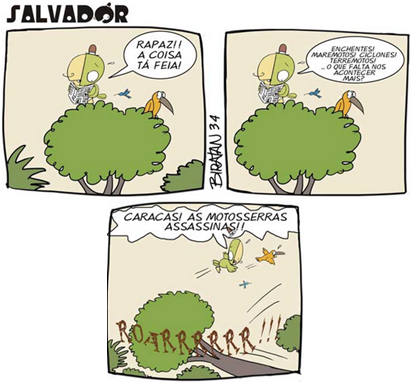 SALVADOR
RAPAZ!!
A COISA
TÁ FEIA!
ENCHENTES!
MAREMOTOS! CICLONES!
TERREMOTOS!
... O QUE FALTA NOS
ACONTECER
MAIS?
BIRATAN 34
CARACAS! AS MOTOSSERRAS
ASSASSINAS!!
ROARRRRRRR!!!